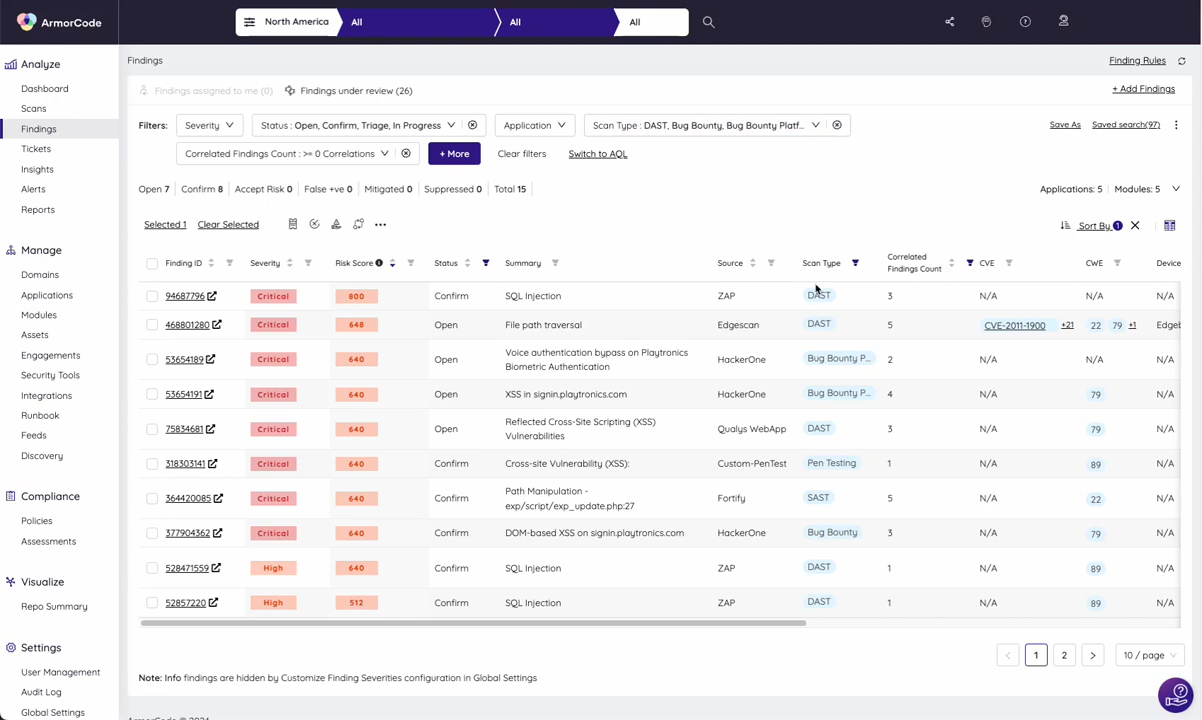 ArmorCode
North America All All All
Analyze
Dashboard
Scans
Findings
Tickets
Insights
Alerts
Reports
Manage
Domains
Applications
Modules
Assets
Engagements
Security Tools
Integrations
Runbook
Feeds
Discovery
Compliance
Policies
Assessments
Visualize
Repo Summary
Settings
User Management
Audit Log
Global Settings
Findings
Finding Rules
Findings assigned to me (0) Findings under review (26)
+ Add Findings
Filters: Severity Status : Open, Confirm, Triage, In Progress Application Scan Type : DAST, Bug Bounty, Bug Bounty Platf...
Save As Saved search(97)
Correlated Findings Count : >= 0 Correlations + More Clear filters Switch to AQL
Open 7 Confirm 8 Accept Risk 0 False +ve 0 Mitigated 0 Suppressed 0 Total 15
Applications: 5 Modules: 5
Selected 1 Clear Selected
Sort By 1
Finding ID Severity Risk Score Status Summary Source Scan Type Correlated Findings Count CVE CWE Device
94687796 Critical 800 Confirm SQL Injection ZAP DAST 3 N/A N/A N/A
468801280 Critical 648 Open File path traversal Edgescan DAST 5 CVE-2011-1900 +21 22 79 +1 Edgeb
53654189 Critical 640 Open Voice authentication bypass on Playtronics Biometric Authentication HackerOne Bug Bounty P... 2 N/A N/A N/A
53654191 Critical 640 Open XSS in signin.playtronics.com HackerOne Bug Bounty P... 4 N/A 79 N/A
75834681 Critical 640 Open Reflected Cross-Site Scripting (XSS) Vulnerabilities Qualys WebApp DAST 3 N/A 79 N/A
318303141 Critical 640 Confirm Cross-site Vulnerability (XSS): Custom-PenTest Pen Testing 1 N/A 89 N/A
364420085 Critical 640 Confirm Path Manipulation - exp/script/exp_update.php:27 Fortify SAST 5 N/A 22 N/A
377904362 Critical 640 Confirm DOM-based XSS on signin.playtronics.com HackerOne Bug Bounty 3 N/A 79 N/A
528471559 High 640 Confirm SQL Injection ZAP DAST 1 N/A 89 N/A
52857220 High 512 Confirm SQL Injection ZAP DAST 1 N/A 89 N/A
1 2 10 / page
Note: Info findings are hidden by Customize Finding Severities configuration in Global Settings
ArmorCode © 2024